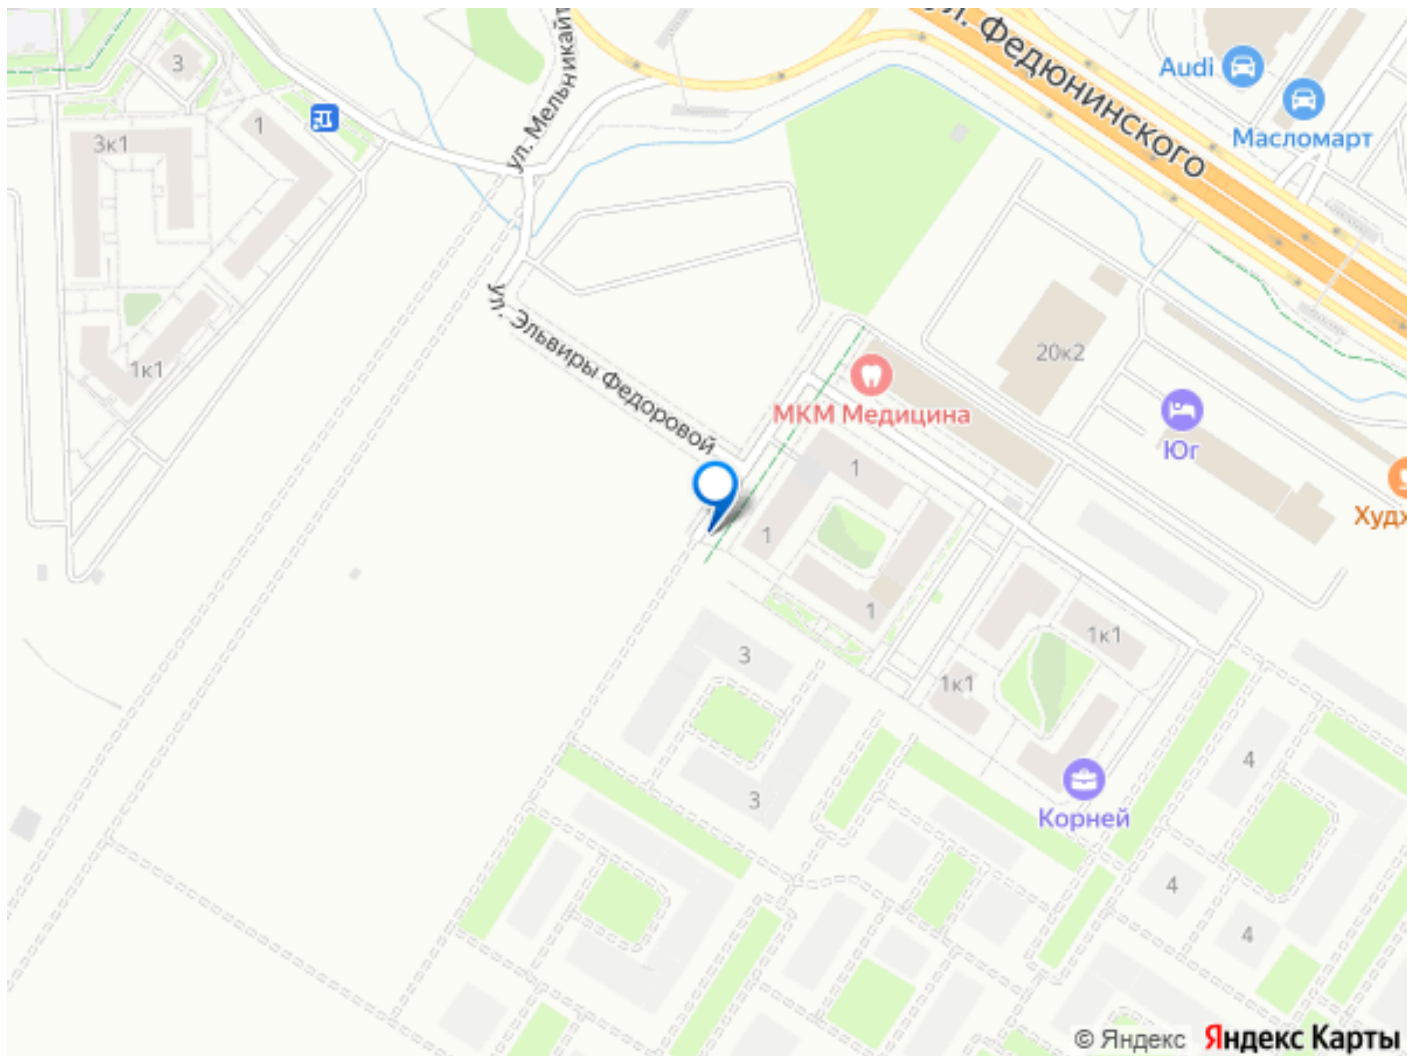 ул. Федюнинского
ул. Мельникайт
Audi
Масломарт
3
3к1
1
1к1
ул. Эльвиры Федоровой
20к2
МКМ Медицина
Юг
Худх
1
1
1
1к1
1к1
3
3
Корней
4
4
4
© Яндекс Яндекс Карты